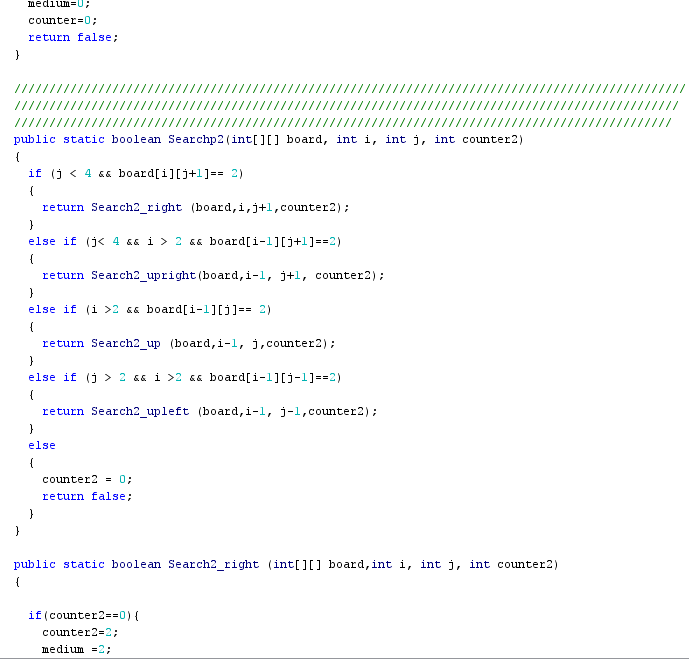 medium=0;
counter=0;
return false;
}
////////////////////////////////////////////////////////////////////////////////////////////////
///////////////////////////////////////////////////////////////////////////////////////////////
//////////////////////////////////////////////////////////////////////////////////////////////
public static boolean Searchp2(int[][] board, int i, int j, int counter2)
{
if (j < 4 && board[i][j+1]== 2)
{
return Search2_right (board,i,j+1,counter2);
}
else if (j< 4 && i > 2 && board[i-1][j+1]==2)
{
return Search2_upright(board,i-1, j+1, counter2);
}
else if (i >2 && board[i-1][j]== 2)
{
return Search2_up (board,i-1, j,counter2);
}
else if (j > 2 && i >2 && board[i-1][j-1]==2)
{
return Search2_upleft (board,i-1, j-1,counter2);
}
else
{
counter2 = 0;
return false;
}
}
public static boolean Search2_right (int[][] board,int i, int j, int counter2)
{
if(counter2==0){
counter2=2;
medium =2;